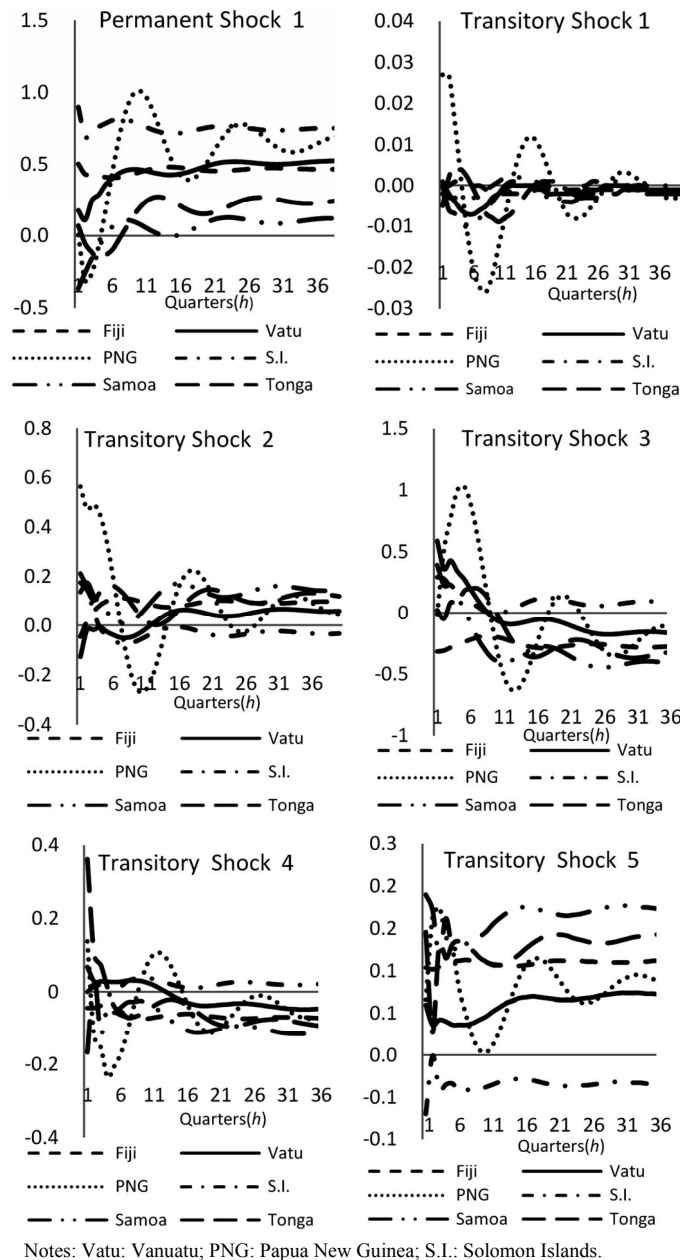 Permanent Shock 1
1.5
1.0
0.5
0.0
-0.5
1 6 11 16 21 26 31 36
Quarters(h)
Fiji Vatu
PNG S.I.
Samoa Tonga
Transitory Shock 1
0.04
0.03
0.02
0.01
0.00
-0.01
-0.02
-0.03
1 6 11 16 21 26 31 36
Quarters(h)
Fiji Vatu
PNG S.I.
Samoa Tonga
Transitory Shock 2
0.8
0.6
0.4
0.2
0.0
-0.2
-0.4
1 6 11 16 21 26 31 36
Quarters(h)
Fiji Vatu
PNG S.I.
Samoa Tonga
Transitory Shock 3
1.5
1
0.5
0
-0.5
-1
1 6 11 16 21 26 31 36
Quarters(h)
Fiji Vatu
PNG S.I.
Samoa Tonga
Transitory Shock 4
0.4
0.2
0
-0.2
-0.4
1 6 11 16 21 26 31 36
Quarters(h)
Fiji Vatu
PNG S.I.
Samoa Tonga
Transitory Shock 5
0.3
0.2
0.2
0.1
0.1
0.0
-0.1
-0.1
1 6 11 16 21 26 31 36
Quarters(h)
Fiji Vatu
PNG S.I.
Samoa Tonga
Notes: Vatu: Vanuatu; PNG: Papua New Guinea; S.I.: Solomon Islands.